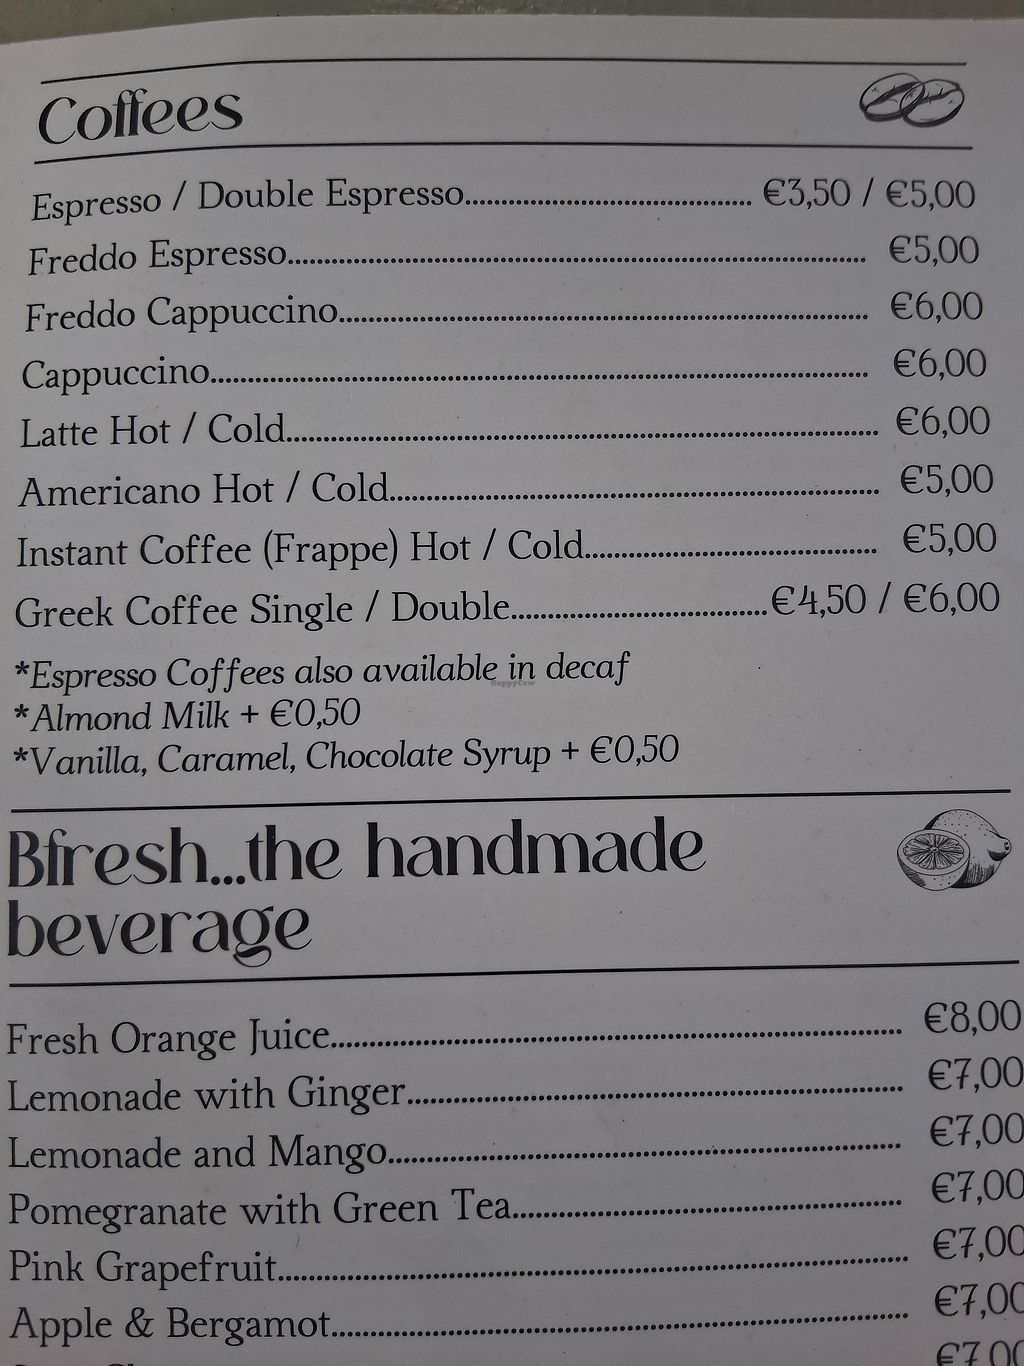 Coffees
Espresso / Double Espresso.......... €3,50 / €5,00
Freddo Espresso.......... €5,00
Freddo Cappuccino.......... €6,00
Cappuccino.......... €6,00
Latte Hot / Cold.......... €6,00
Americano Hot / Cold.......... €5,00
Instant Coffee (Frappe) Hot / Cold.......... €5,00
Greek Coffee Single / Double..........€4,50 / €6,00
*Espresso Coffees also available in decaf
HappyCow
*Almond Milk + €0,50
*Vanilla, Caramel, Chocolate Syrup + €0,50
Bfresh...the handmade
beverage
Fresh Orange Juice.......... €8,00
Lemonade with Ginger.......... €7,00
Lemonade and Mango.......... €7,00
Pomegranate with Green Tea.......... €7,00
Pink Grapefruit.......... €7,00
Apple & Bergamot.......... €7,00
€7,00